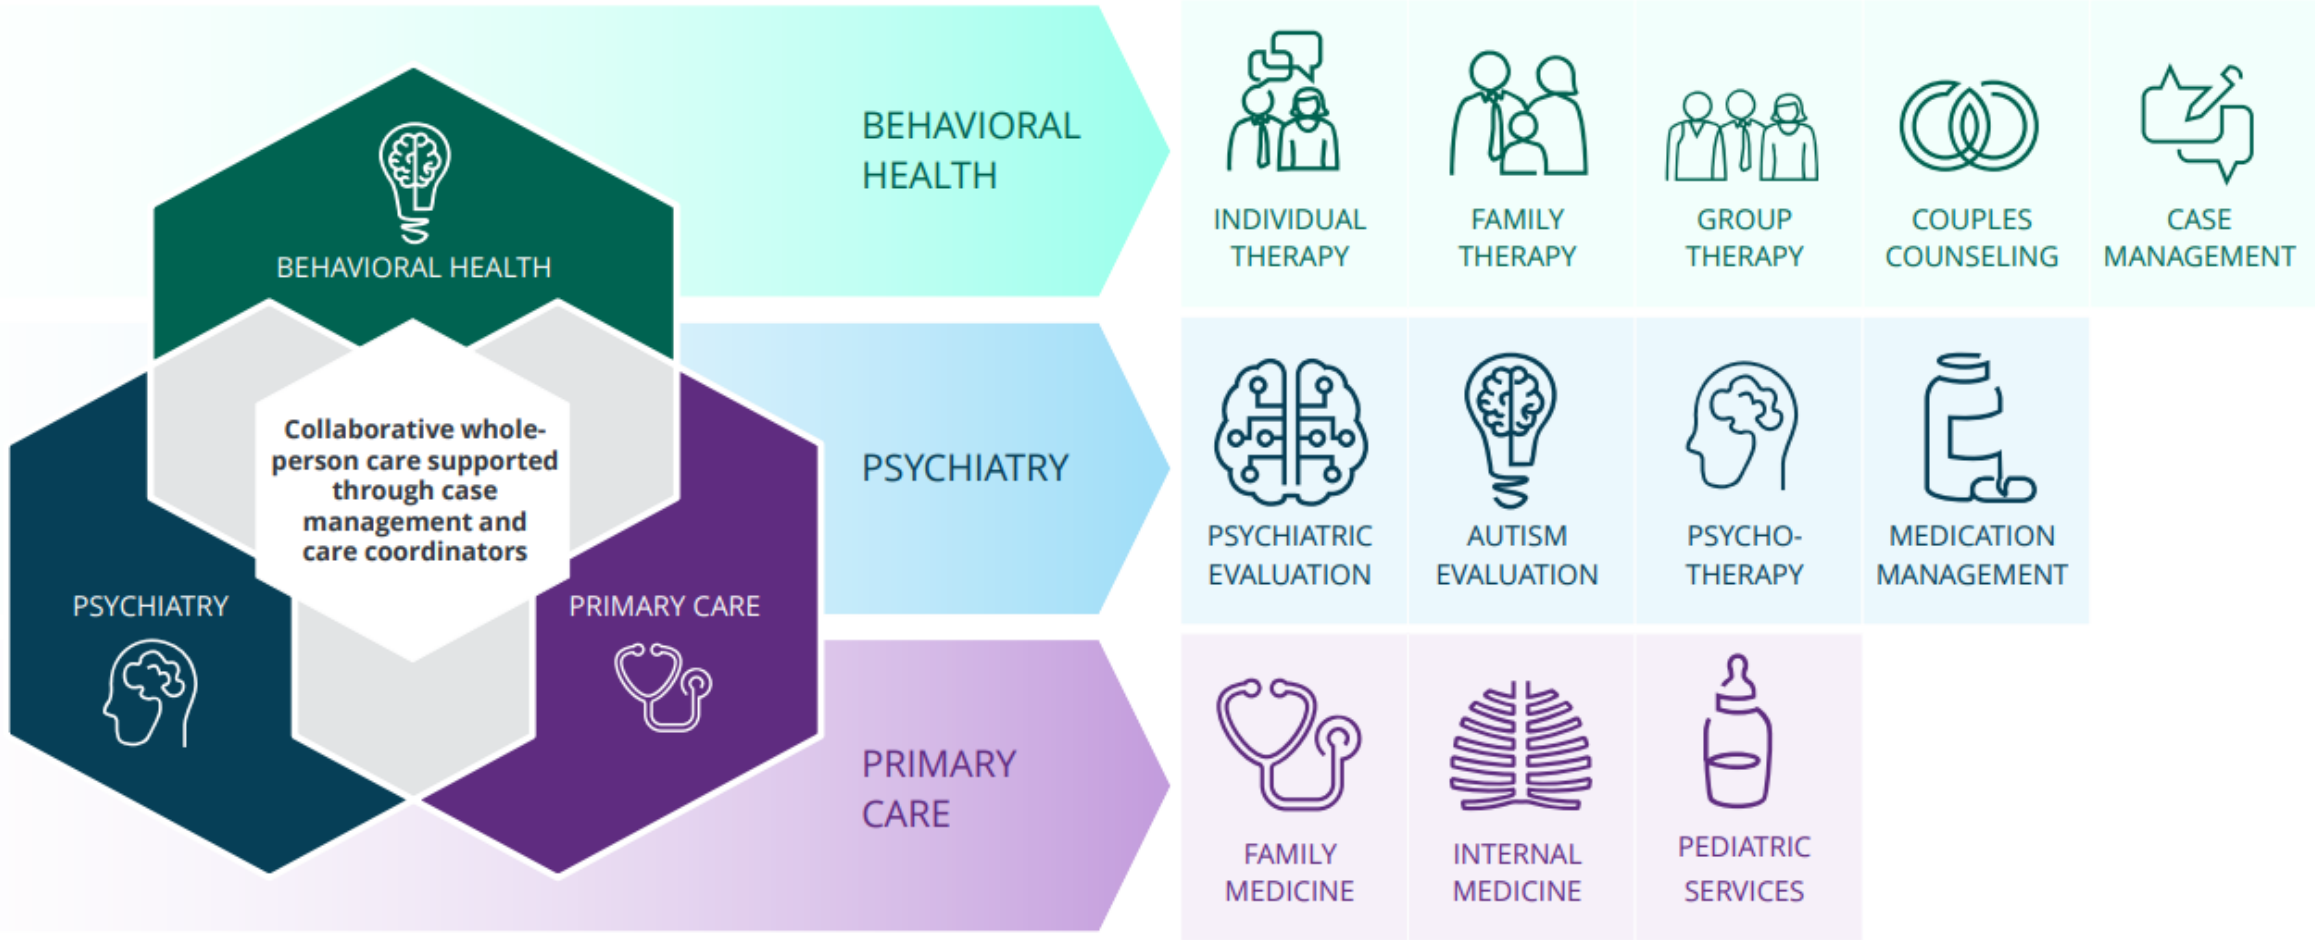 BEHAVIORAL HEALTH
Collaborative whole-
person care supported
through case
management and
care coordinators
PSYCHIATRY
PRIMARY CARE
BEHAVIORAL
HEALTH
INDIVIDUAL
THERAPY
FAMILY
THERAPY
GROUP
THERAPY
COUPLES
COUNSELING
CASE
MANAGEMENT
PSYCHIATRY
PSYCHIATRIC
EVALUATION
AUTISM
EVALUATION
PSYCHO-
THERAPY
MEDICATION
MANAGEMENT
PRIMARY
CARE
FAMILY
MEDICINE
INTERNAL
MEDICINE
PEDIATRIC
SERVICES